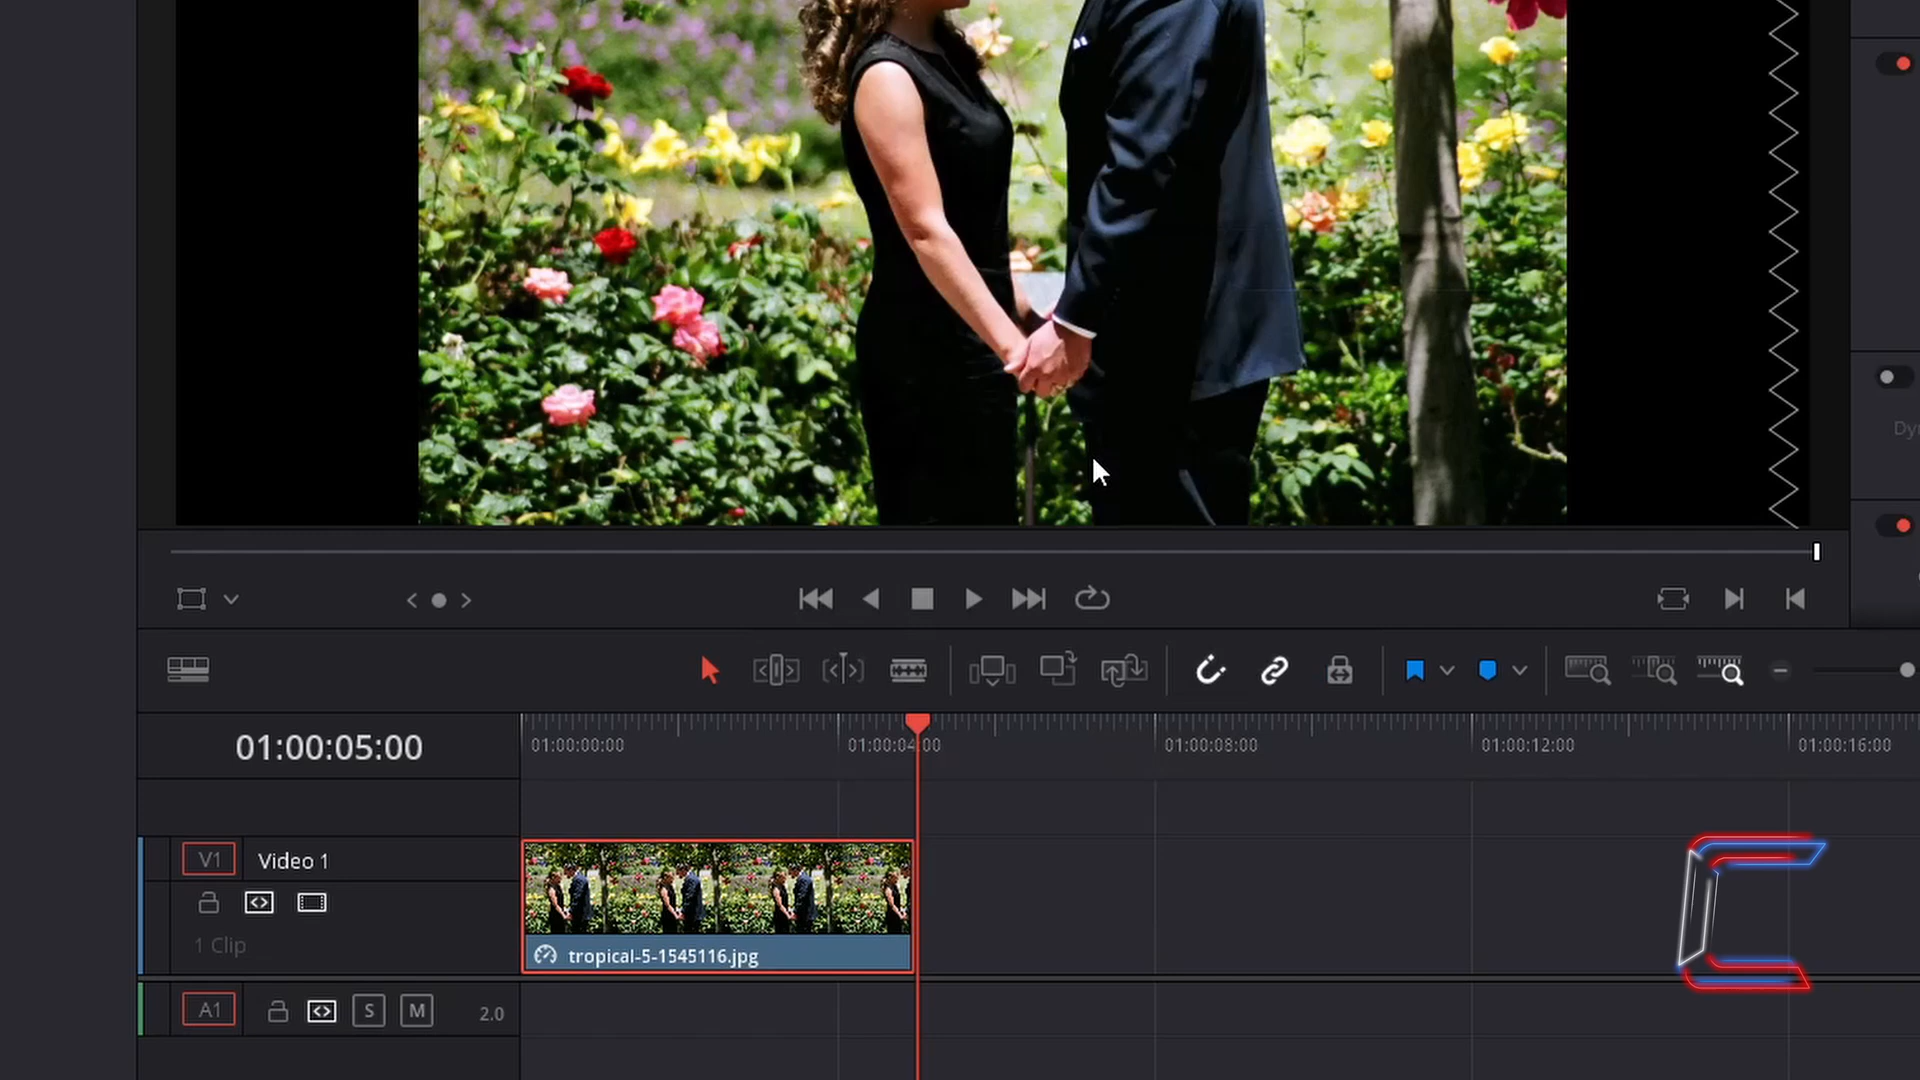 Dy
01:00:05:00
01:00:00:00
01:00:04:00
01:00:08:00
01:00:12:00
01:00:16:00
V1
Video 1
1 Clip
tropical-5-1545116.jpg
A1
S
M
2.0